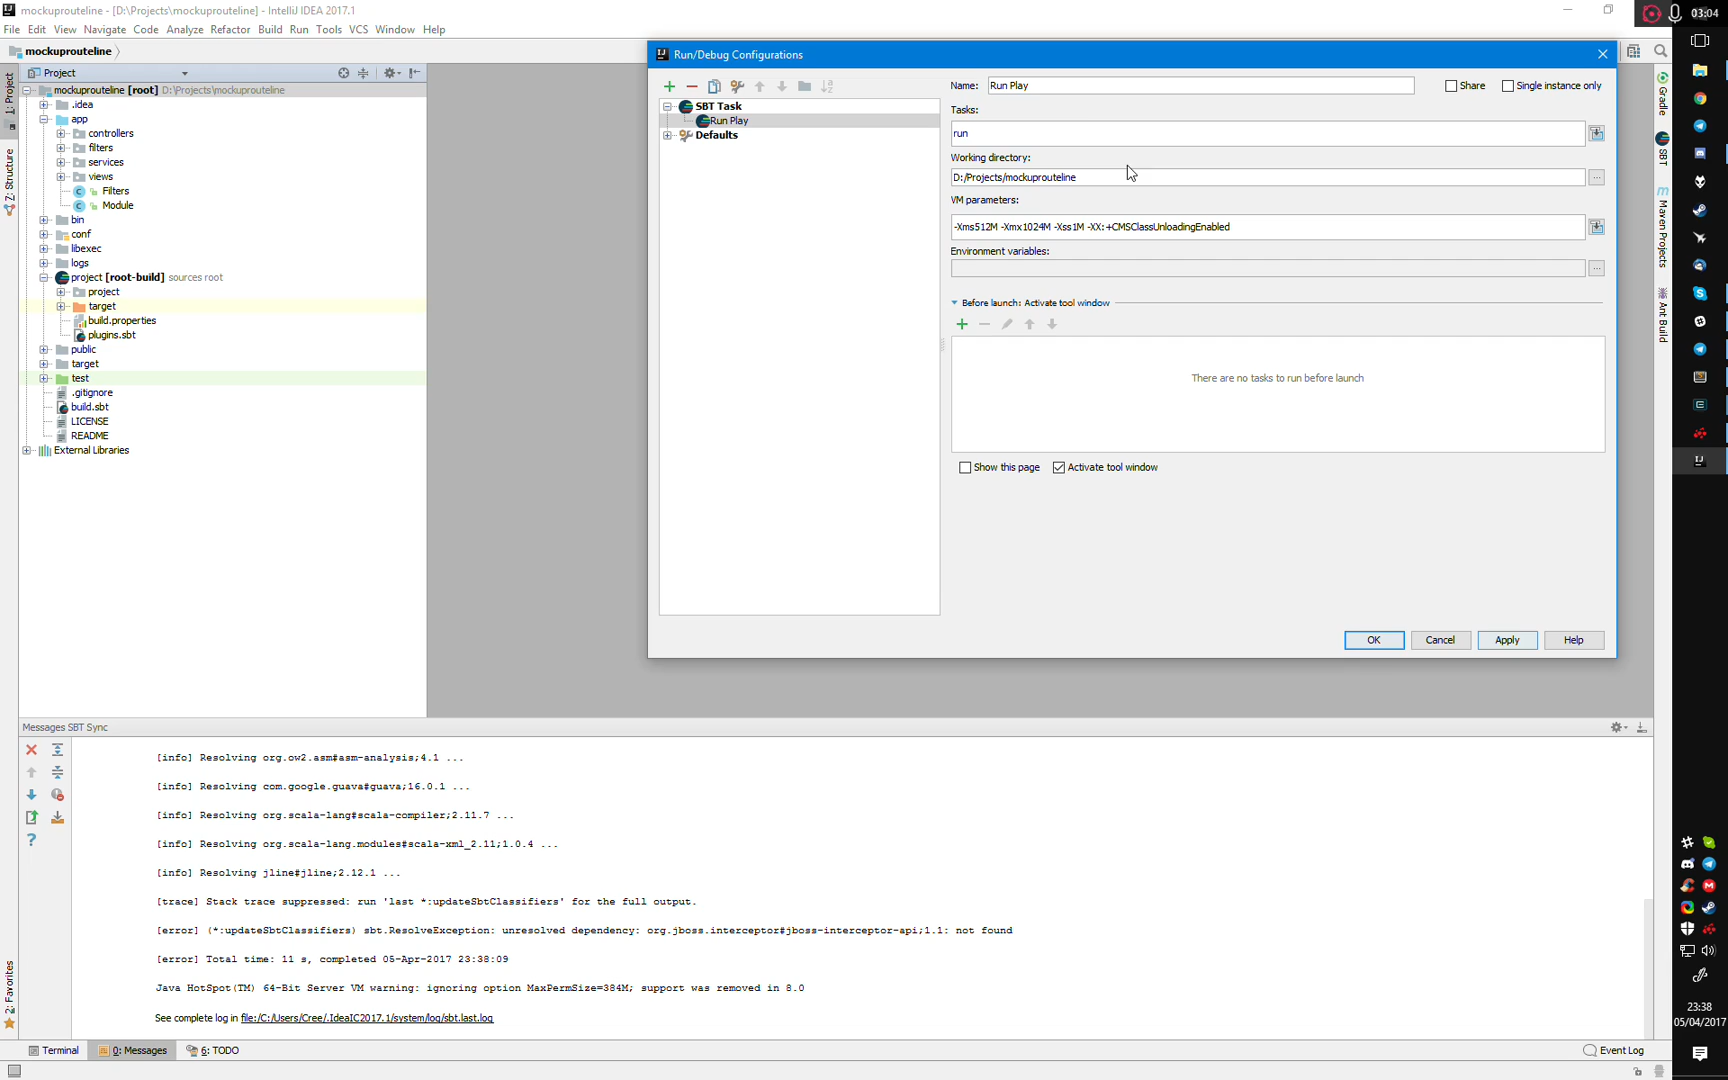 mockuprouteline - [D:\Projects\mockuprouteline] - IntelliJ IDEA 2017.1
03:04
File Edit View Navigate Code Analyze Refactor Build Run Tools VCS Window Help
mockuprouteline
Run/Debug Configurations
Project
mockuprouteline [root] D:\Projects\mockuprouteline
.idea
app
controllers
filters
services
views
Filters
Module
bin
conf
libexec
logs
project [root-build] sources root
project
target
build.properties
plugins.sbt
public
target
test
.gitignore
build.sbt
LICENSE
README
External Libraries
1: Project
7: Structure
2: Favorites
SBT Task
Run Play
Defaults
Name: Run Play
Share
Single instance only
Tasks:
run
Working directory:
D:/Projects/mockuprouteline
VM parameters:
-Xms512M -Xmx1024M -Xss1M -XX:+CMSClassUnloadingEnabled
Environment variables:
Before launch: Activate tool window
There are no tasks to run before launch
Show this page
Activate tool window
OK Cancel Apply Help
Gradle
SBT
Maven Projects
Ant Build
Messages SBT Sync
[info] Resolving org.ow2.asm#asm-analysis;4.1 ...
[info] Resolving com.google.guava#guava;16.0.1 ...
[info] Resolving org.scala-lang#scala-compiler;2.11.7 ...
[info] Resolving org.scala-lang.modules#scala-xml_2.11;1.0.4 ...
[info] Resolving jline#jline;2.12.1 ...
[trace] Stack trace suppressed: run 'last *:updateSbtClassifiers' for the full output.
[error] (*:updateSbtClassifiers) sbt.ResolveException: unresolved dependency: org.jboss.interceptor#jboss-interceptor-api;1.1: not found
[error] Total time: 11 s, completed 05-Apr-2017 23:38:09
Java HotSpot(TM) 64-Bit Server VM warning: ignoring option MaxPermSize=384M; support was removed in 8.0
See complete log in file:/C:/Users/Cree/.IdeaIC2017.1/system/log/sbt.last.log
Terminal
0: Messages
6: TODO
Event Log
23:38
05/04/2017